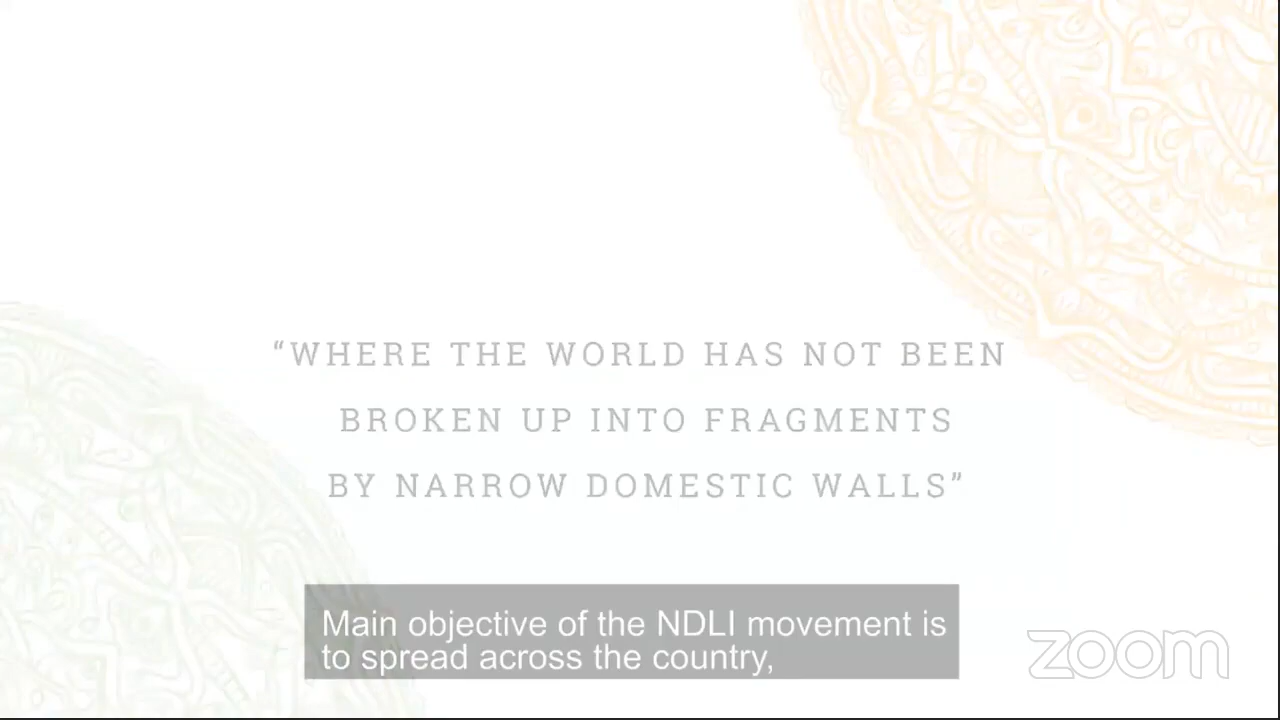 “WHERE THE WORLD HAS NOT BEEN
BROKEN UP INTO FRAGMENTS
BY NARROW DOMESTIC WALLS”
Main objective of the NDLI movement is
to spread across the country,
zoom